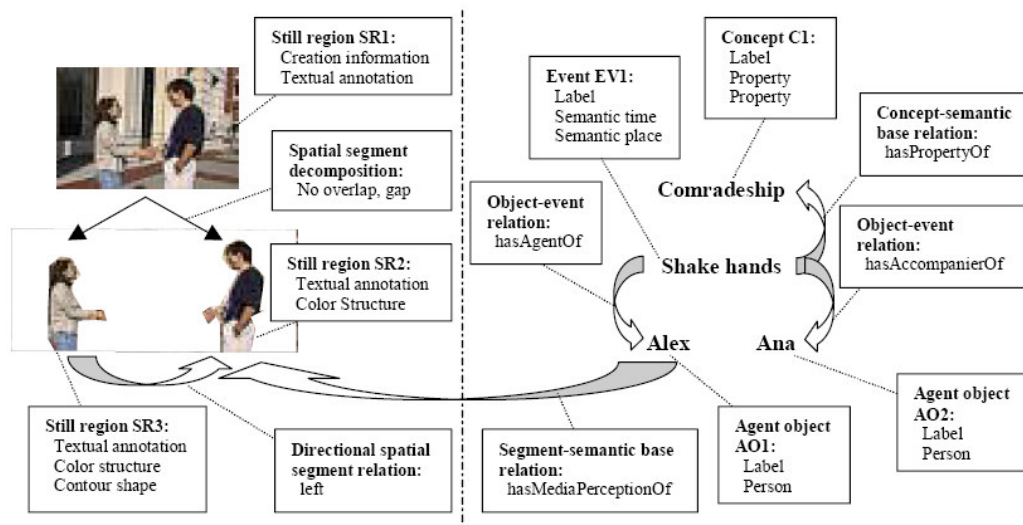 Still region SR1:
Creation information
Textual annotation
Spatial segment
decomposition:
No overlap, gap
Still region SR2:
Textual annotation
Color Structure
Still region SR3:
Textual annotation
Color structure
Contour shape
Directional spatial
segment relation:
left
Event EV1:
Label
Semantic time
Semantic place
Concept C1:
Label
Property
Property
Concept-semantic
base relation:
hasPropertyOf
Comradeship
Object-event
relation:
hasAgentOf
Object-event
relation:
hasAccompanierOf
Shake hands
Alex
Ana
Segment-semantic base
relation:
hasMediaPerceptionOf
Agent object
AO1:
Label
Person
Agent object
AO2:
Label
Person